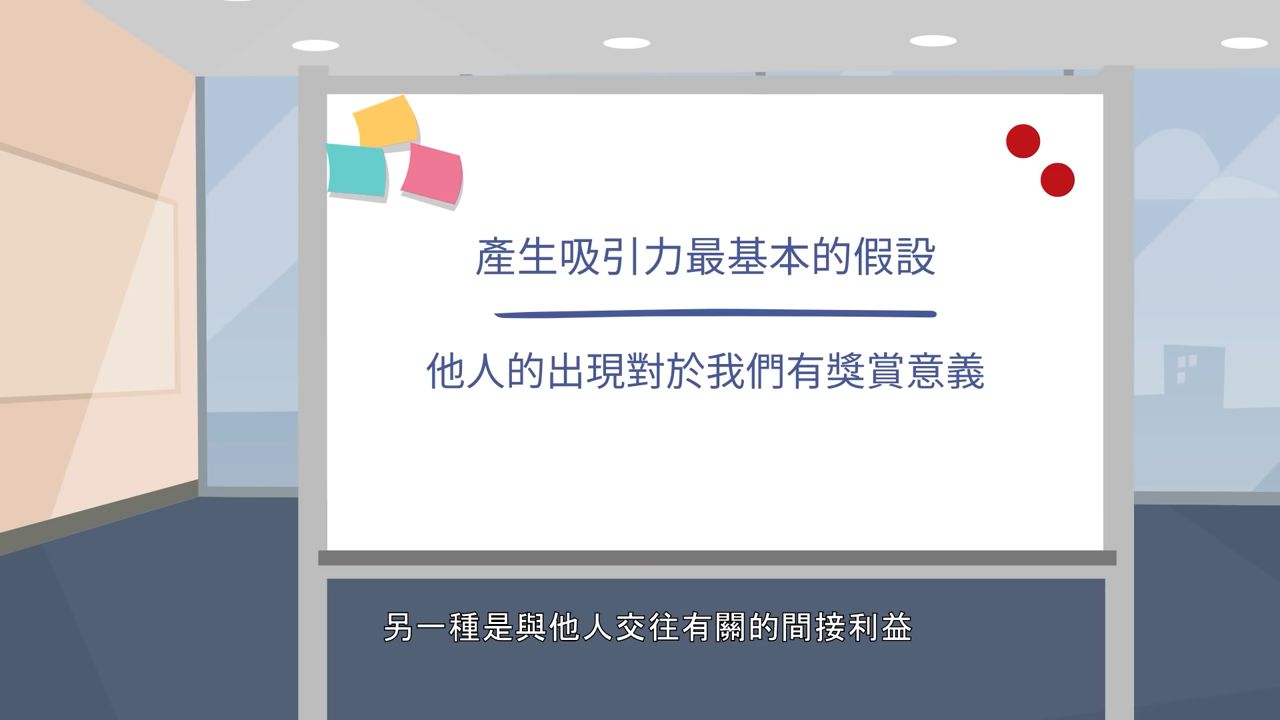 產生吸引力最基本的假設
他人的出現對於我們有獎賞意義
另一種是與他人交往有關的間接利益